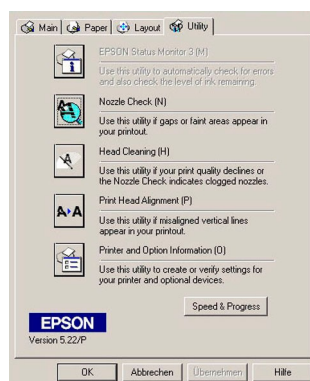 Main
Paper
Layout
Utility
EPSON Status Monitor 3 (M)
Use this utility to automatically check for errors
and also check the level of ink remaining.
Nozzle Check (N)
Use this utility if gaps or faint areas appear in
your printout.
Head Cleaning (H)
Use this utility if your print quality declines or
the Nozzle Check indicates clogged nozzles.
Print Head Alignment (P)
Use this utility if misaligned vertical lines
appear in your printout.
Printer and Option Information (O)
Use this utility to create or verify settings for
your printer and optional devices.
Speed & Progress
EPSON
Version 5.22/P
OK
Abbrechen
Übernehmen
Hilfe